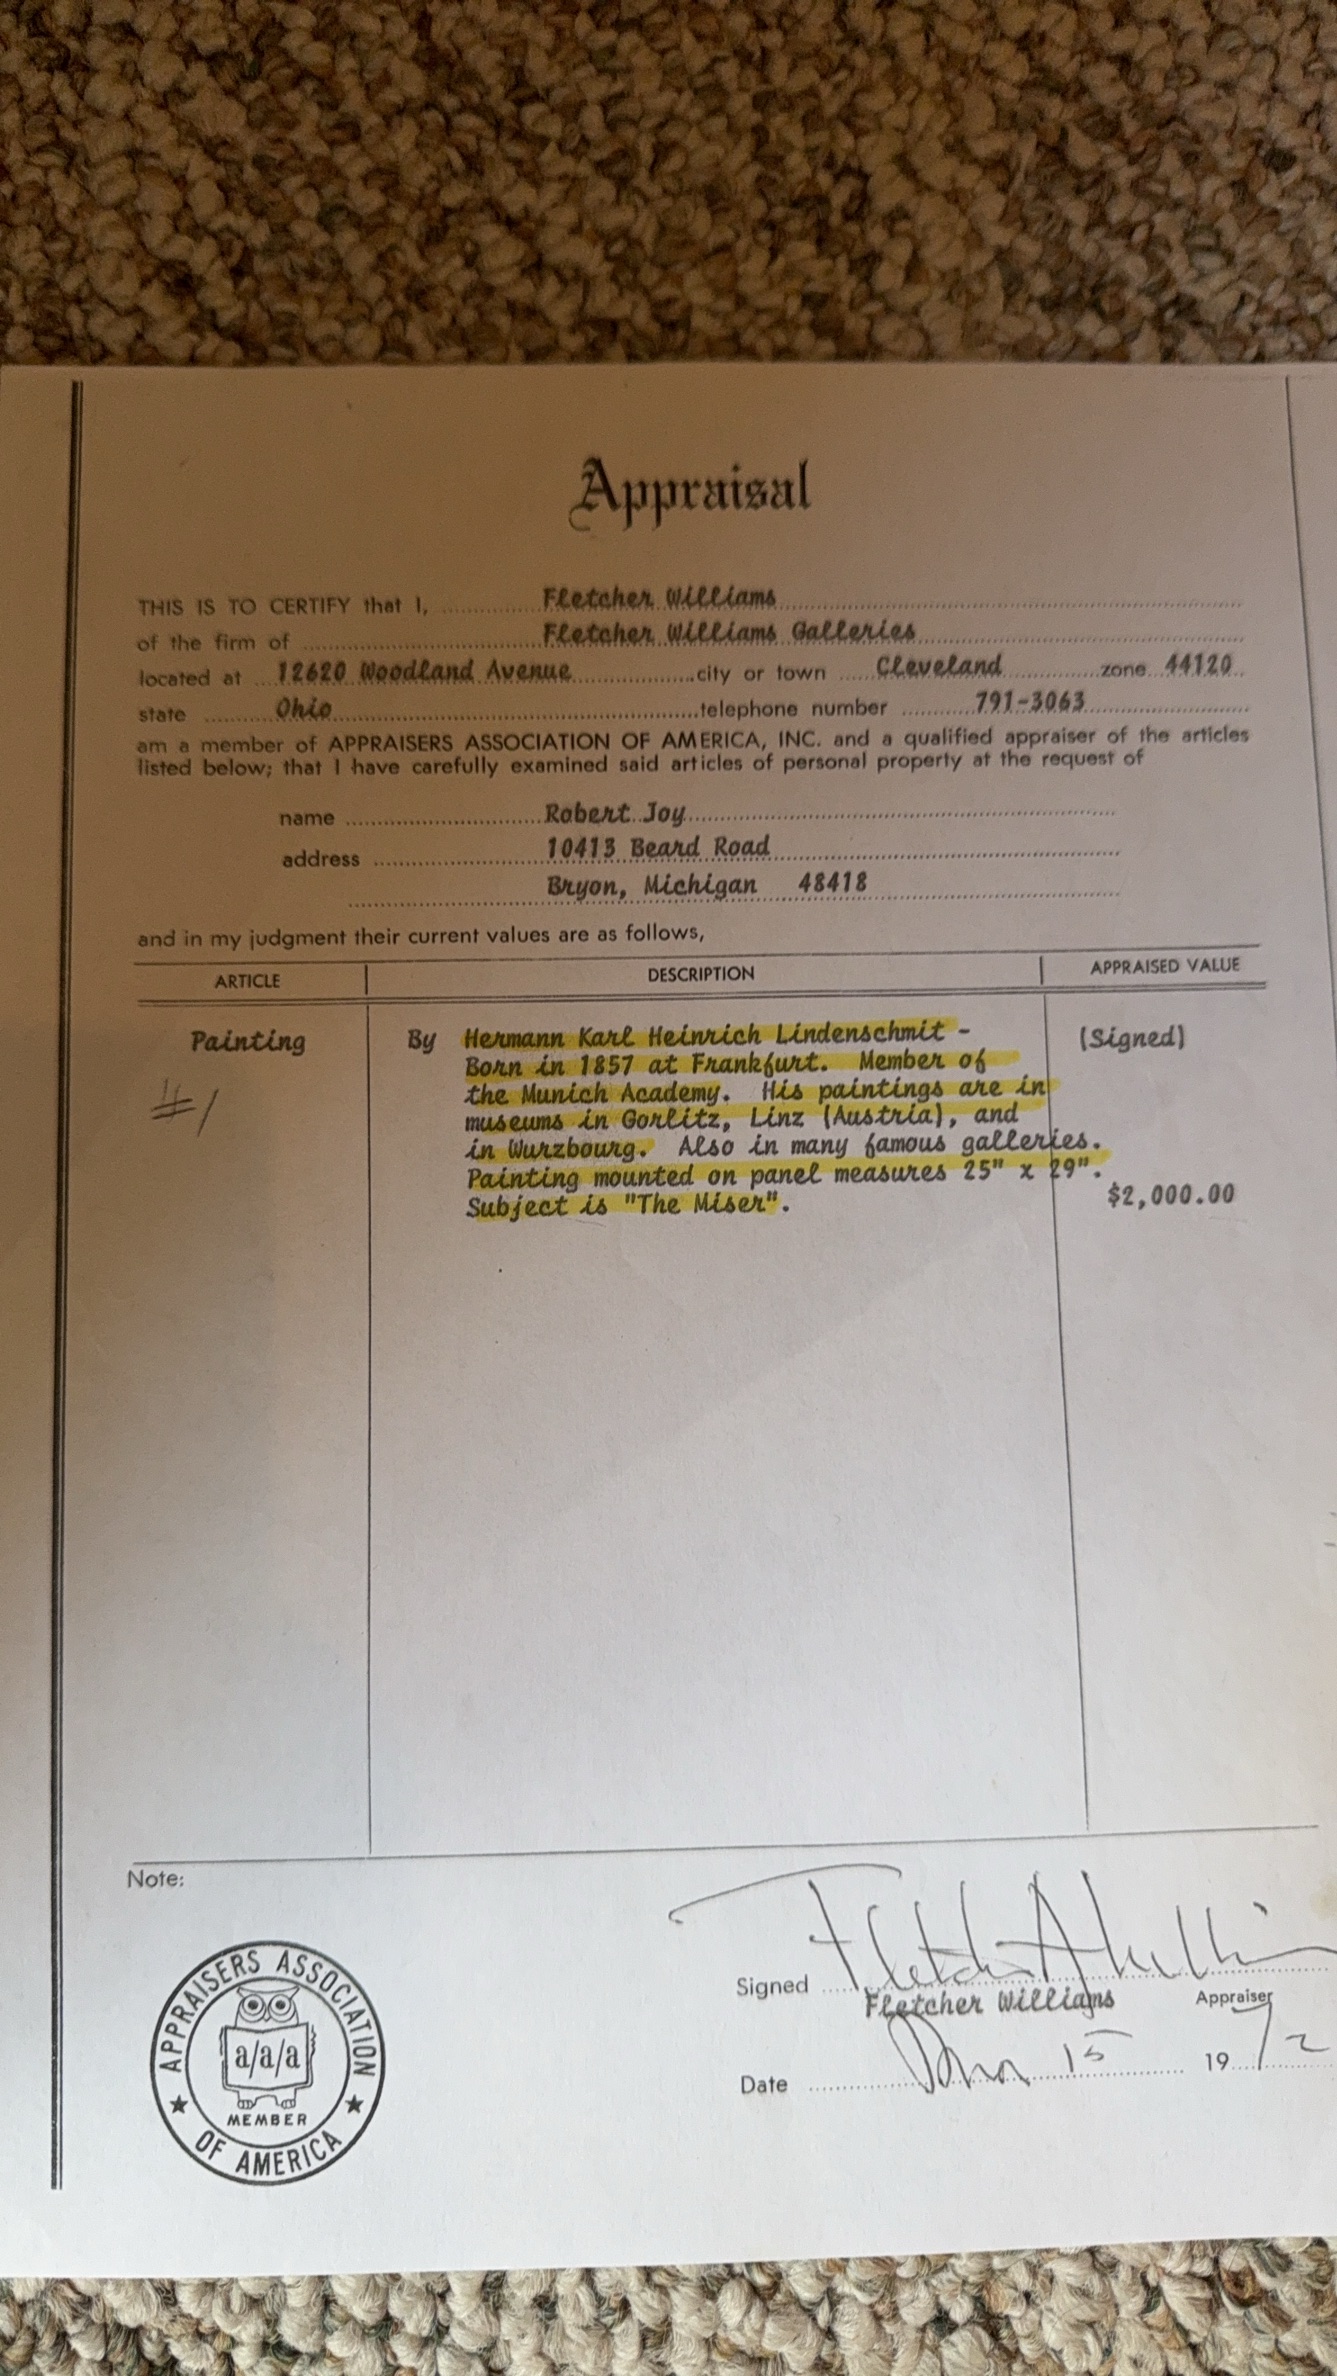 Appraisal
THIS IS TO CERTIFY that I, Fletcher Williams
of the firm of Fletcher Williams Galleries
located at 12620 Woodland Avenue city or town Cleveland zone 44120
state Ohio telephone number 791-3063
am a member of APPRAISERS ASSOCIATION OF AMERICA, INC. and a qualified appraiser of the articles
listed below; that I have carefully examined said articles of personal property at the request of
name Robert Joy
address 10413 Beard Road
Bryon, Michigan 48418
and in my judgment their current values are as follows,
ARTICLE DESCRIPTION APPRAISED VALUE
Painting By Hermann Karl Heinrich Lindenschmit - (Signed)
Born in 1857 at Frankfurt. Member of
#1 the Munich Academy. His paintings are in
museums in Gorlitz, Linz (Austria), and
in Wurzbourg. Also in many famous galleries.
Painting mounted on panel measures 25" x 29".
Subject is "The Miser". $2,000.00
Note:
Signed Fletcher Williams
Fletcher Williams Appraiser
Date 15 1972
APPRAISERS ASSOCIATION
a/a/a
MEMBER
OF AMERICA